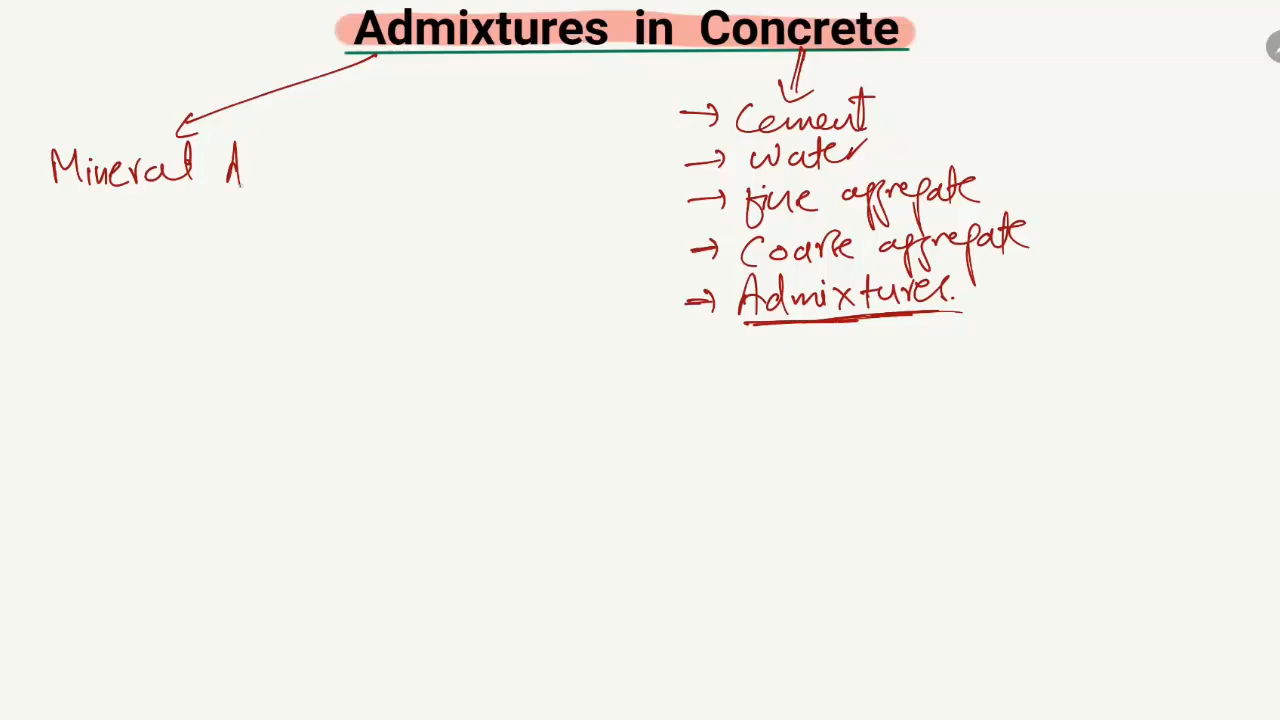 Admixtures in Concrete
Mineral A
→ Cement
→ water
→ fine aggregate
→ Coarse aggregate
→ Admixtures.